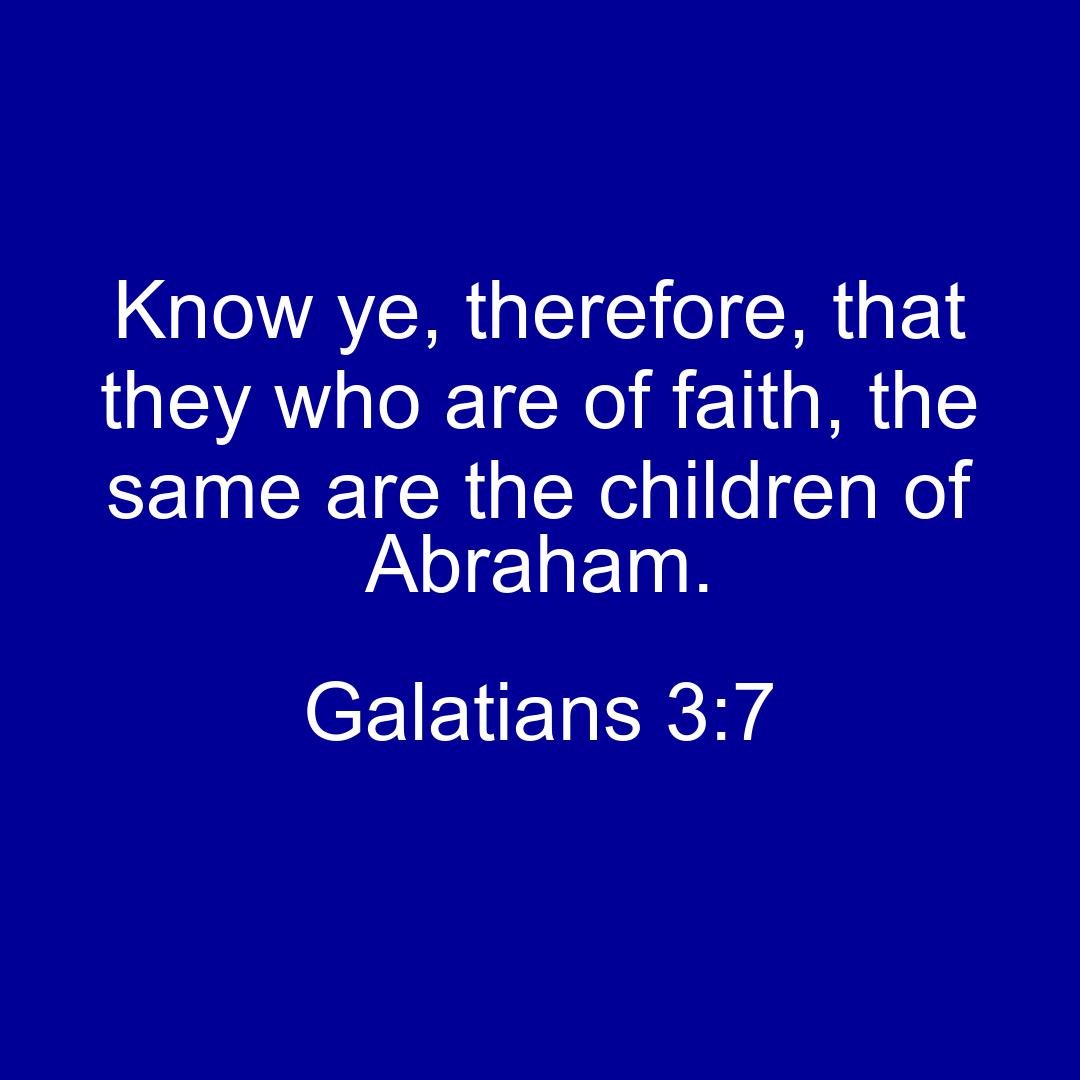 Know ye, therefore, that
they who are of faith, the
same are the children of
Abraham.
Galatians 3:7